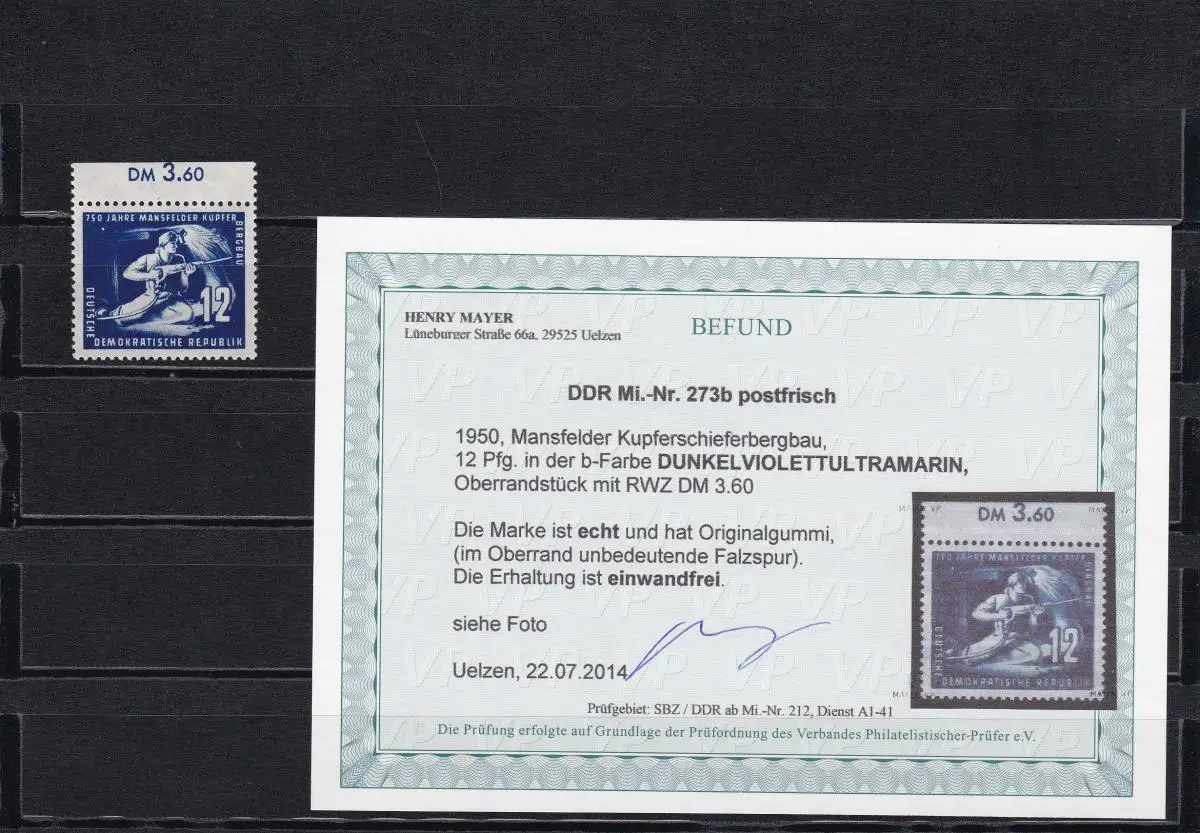 DM 3.60
750 JAHRE MANSFELDER KUPFER
BERGBAU
12
DEUTSCHE
DEMOKRATISCHE REPUBLIK
HENRY MAYER
Lüneburger Straße 66a, 29525 Uelzen
BEFUND
DDR Mi.-Nr. 273b postfrisch
1950, Mansfelder Kupferschieferbergbau,
12 Pfg. in der b-Farbe DUNKELVIOLETTULTRAMARIN,
Oberrandstück mit RWZ DM 3.60
Die Marke ist echt und hat Originalgummi,
(im Oberrand unbedeutende Falzspur).
Die Erhaltung ist einwandfrei.
siehe Foto
Uelzen, 22.07.2014
DM 3.60
750 JAHRE MANSFELDER KUPFER
BERGBAU
12
DEUTSCHE
DEMOKRATISCHE REPUBLIK
Prüfgebiet: SBZ / DDR ab Mi.-Nr. 212, Dienst A1-41
Die Prüfung erfolgte auf Grundlage der Prüfordnung des Verbandes Philatelistischer-Prüfer e.V.